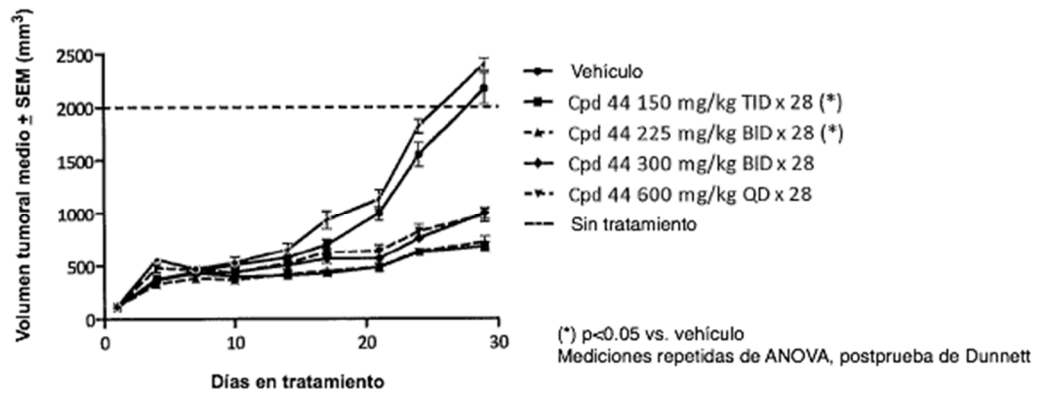 Volumen tumoral medio ± SEM (mm³)
2500
2000
1500
1000
500
0
0
10
20
30
Días en tratamiento
Vehículo
Cpd 44 150 mg/kg TID x 28 (*)
Cpd 44 225 mg/kg BID x 28 (*)
Cpd 44 300 mg/kg BID x 28
Cpd 44 600 mg/kg QD x 28
Sin tratamiento
(*) p<0.05 vs. vehículo
Mediciones repetidas de ANOVA, postprueba de Dunnett